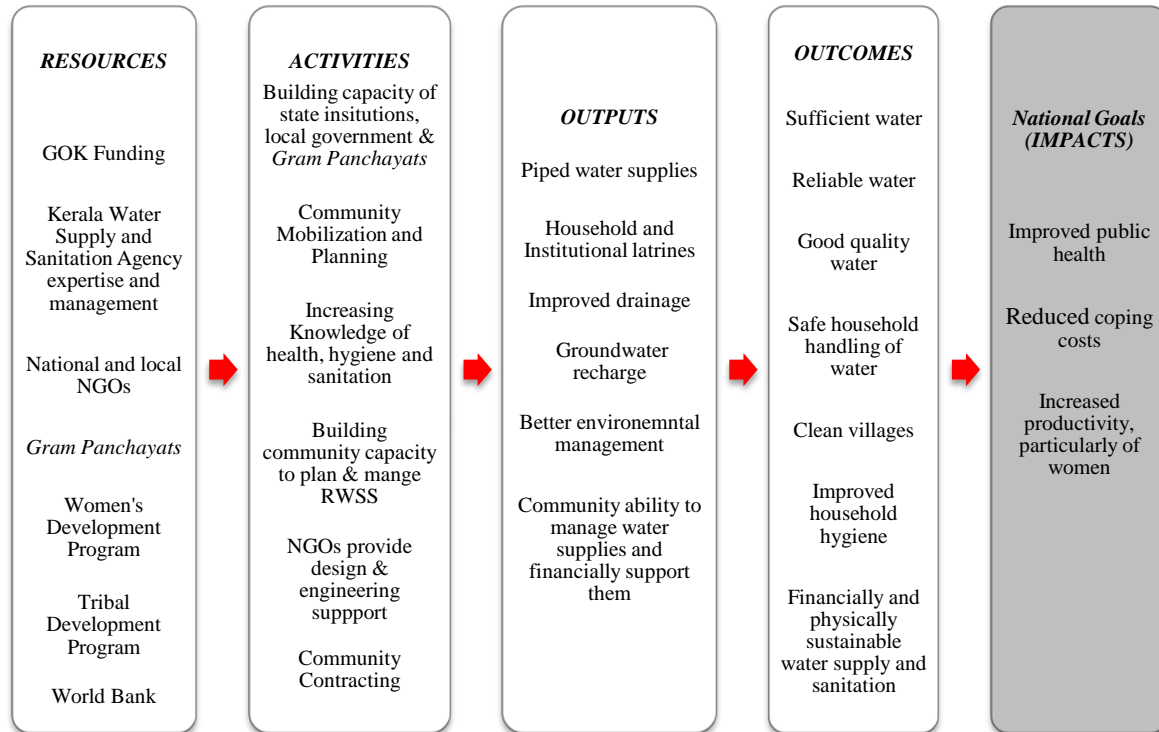 RESOURCES
GOK Funding
Kerala Water
Supply and
Sanitation Agency
expertise and
management
National and local
NGOs
Gram Panchayats
Women's
Development
Program
Tribal
Development
Program
World Bank
ACTIVITIES
Building capacity of
state insitutions,
local government &
Gram Panchayats
Community
Mobilization and
Planning
Increasing
Knowledge of
health, hygiene and
sanitation
Building
community capacity
to plan & mange
RWSS
NGOs provide
design &
engineering
suppport
Community
Contracting
OUTPUTS
Piped water supplies
Household and
Institutional latrines
Improved drainage
Groundwater
recharge
Better environemntal
management
Community ability to
manage water
supplies and
financially support
them
OUTCOMES
Sufficient water
Reliable water
Good quality
water
Safe household
handling of
water
Clean villages
Improved
household
hygiene
Financially and
physically
sustainable
water supply and
sanitation
National Goals
(IMPACTS)
Improved public
health
Reduced coping
costs
Increased
productivity,
particularly of
women